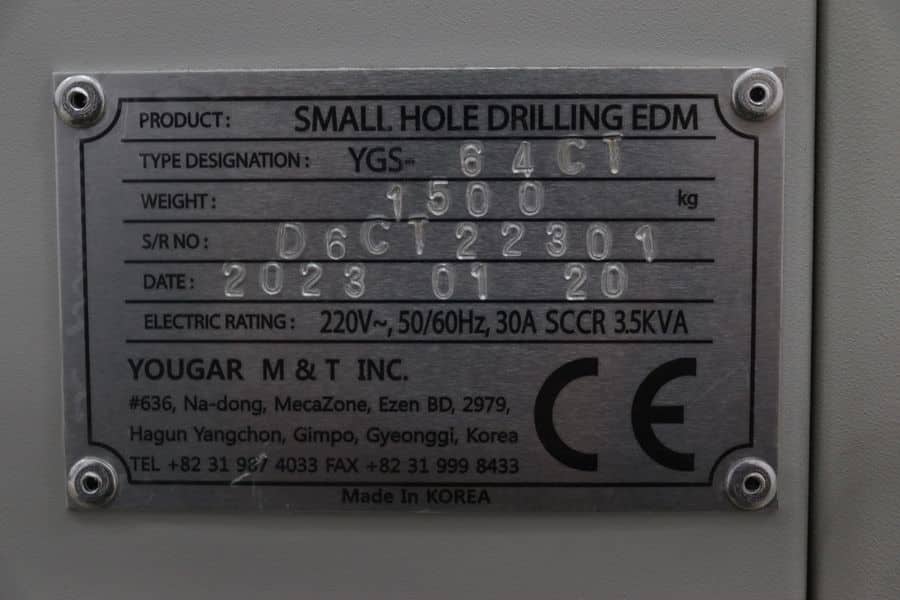 PRODUCT: SMALL HOLE DRILLING EDM
TYPE DESIGNATION: YGS- 64CT
WEIGHT: 1500 kg
S/R NO: D6CT22301
DATE: 2023 01 20
ELECTRIC RATING: 220V~, 50/60Hz, 30A SCCR 3.5KVA
YOUGAR M & T INC.
#636, Na-dong, MecaZone, Ezen BD, 2979,
Hagun Yangchon, Gimpo, Gyeonggi, Korea
TEL +82 31 987 4033 FAX +82 31 999 8433
Made In KOREA
CE